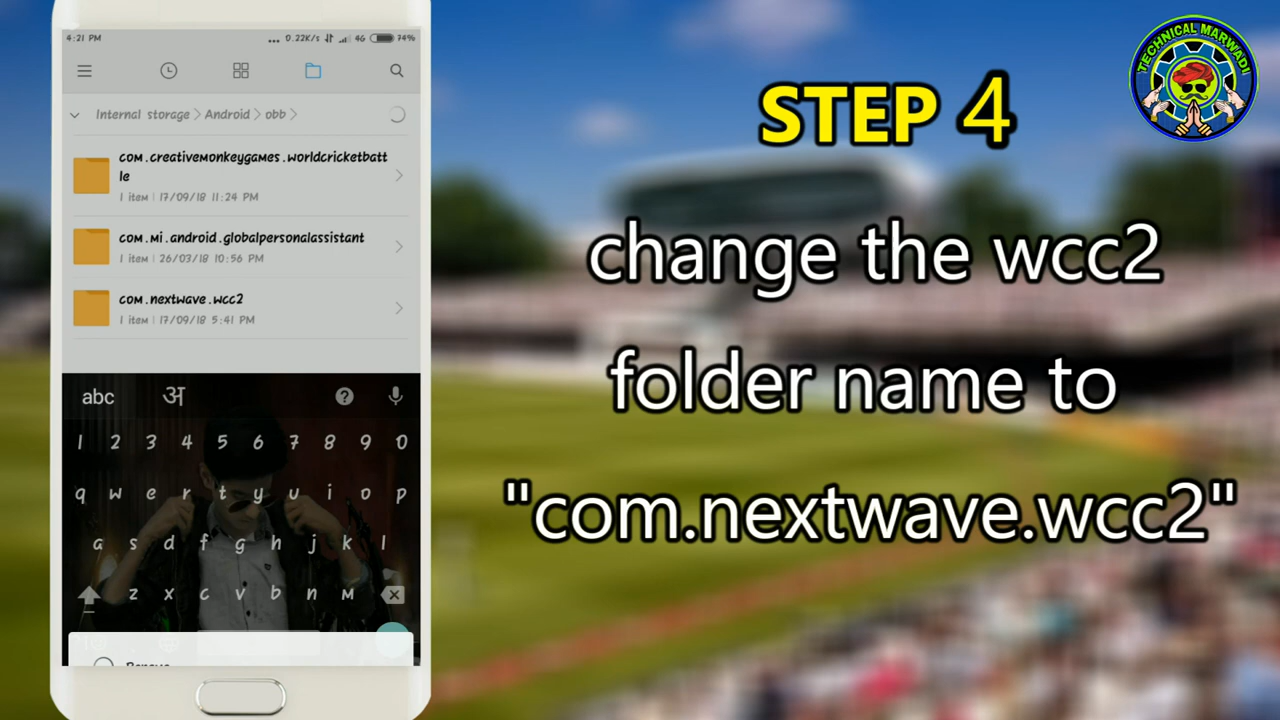 4:21 PM
... 0.22K/s 4G 74%
Internal storage > Android > obb >
com.creativemonkeygames.worldcricketbatt
le
1 item | 17/09/18 11:24 PM
com.mi.android.globalpersonalassistant
1 item | 26/03/18 10:56 PM
com.nextwave.wcc2
1 item | 17/09/18 5:41 PM
abc अ ?
1 2 3 4 5 6 7 8 9 0
q w e r t y u i o p
a s d f g h j k l
z x c v b n m
TECHNICAL MARWADI
STEP 4
change the wcc2
folder name to
"com.nextwave.wcc2"